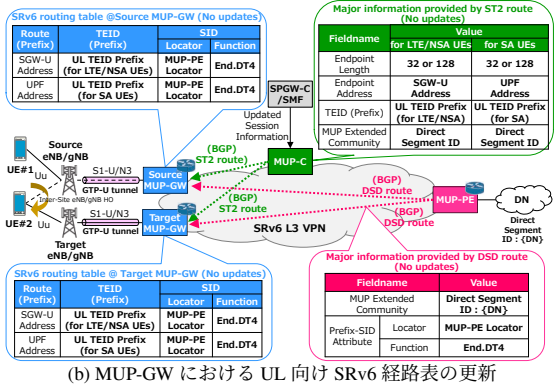 SRv6 routing table @Source MUP-GW (No updates)
Route
(Prefix)
TEID
(Prefix)
SID
Locator
Function
SGW-U
Address
UL TEID Prefix
(for LTE/NSA UEs)
MUP-PE
Locator
End.DT4
UPF
Address
UL TEID Prefix
(for SA UEs)
MUP-PE
Locator
End.DT4
Major information provided by ST2 route
(No updates)
Fieldname
Value
for LTE/NSA UEs
for SA UEs
Endpoint
Length
32 or 128
32 or 128
Endpoint
Address
SGW-U
Address
UPF
Address
TEID (Prefix)
UL TEID Prefix
(for LTE/NSA)
UL TEID Prefix
(for SA)
MUP Extended
Community
Direct
Segment ID
Direct
Segment ID
SPGW-C
/SMF
Updated
Session
Information
Source
eNB/gNB
UE#1
Uu
S1-U/N3
GTP-U tunnel
Source
MUP-GW
(BGP)
ST2 route
MUP-C
(BGP)
DSD route
MUP-PE
DN
Direct
Segment
ID : {DN}
Inter-Site eNB/gNB HO
UE#2
Uu
S1-U/N3
GTP-U tunnel
Target
eNB/gNB
Target
MUP-GW
(BGP)
ST2 route
(BGP)
DSD route
SRv6 L3 VPN
SRv6 routing table @ Target MUP-GW (No updates)
Route
(Prefix)
TEID
(Prefix)
SID
Locator
Function
SGW-U
Address
UL TEID Prefix
(for LTE/NSA UEs)
MUP-PE
Locator
End.DT4
UPF
Address
UL TEID Prefix
(for SA UEs)
MUP-PE
Locator
End.DT4
Major information provided by DSD route
(No updates)
Fieldname
Value
MUP Extended
Community
Direct Segment
ID : {DN}
Prefix-SID
Attribute
Locator
MUP-PE Locator
Function
End.DT4
(b) MUP-GW における UL 向け SRv6 経路表の更新